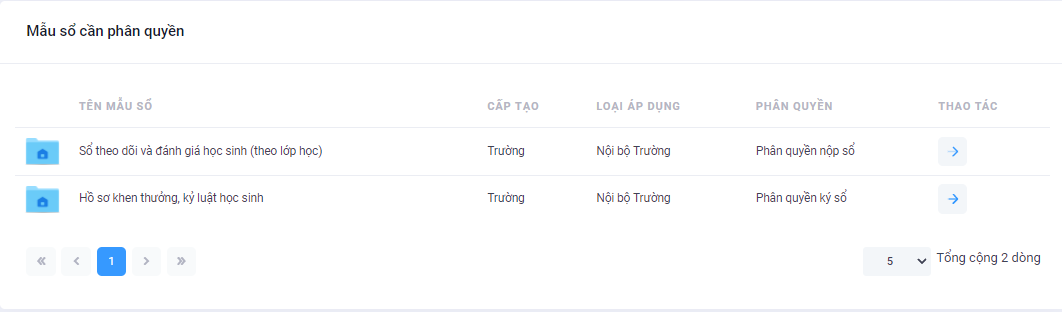 Mẫu sổ cần phân quyền
TÊN MẪU SỔ CẤP TẠO LOẠI ÁP DỤNG PHÂN QUYỀN THAO TÁC
Sổ theo dõi và đánh giá học sinh (theo lớp học) Trường Nội bộ Trường Phân quyền nộp sổ
Hồ sơ khen thưởng, kỷ luật học sinh Trường Nội bộ Trường Phân quyền ký sổ
1 5 Tổng cộng 2 dòng